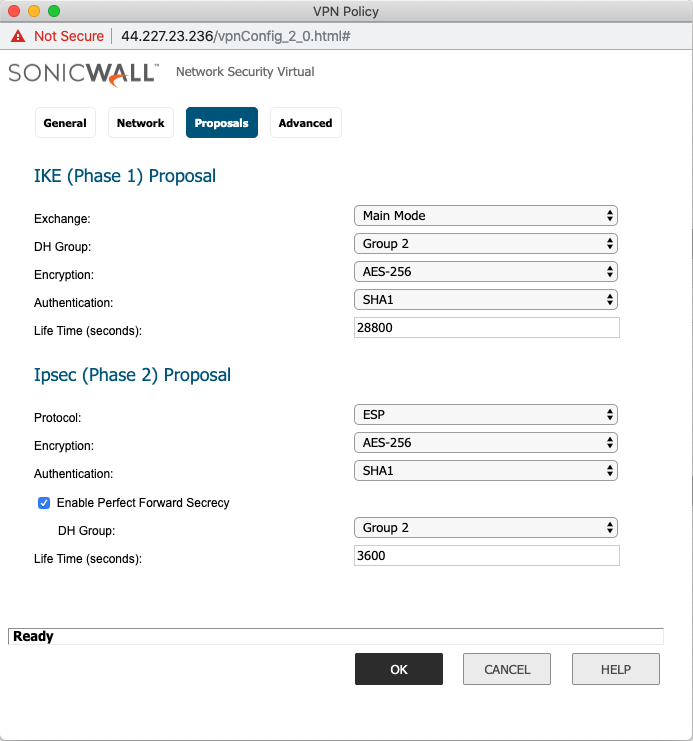 VPN Policy
Not Secure 44.227.23.236/vpnConfig_2_0.html#
SONICWALL™ Network Security Virtual
General Network Proposals Advanced
IKE (Phase 1) Proposal
Exchange: Main Mode
DH Group: Group 2
Encryption: AES-256
Authentication: SHA1
Life Time (seconds): 28800
Ipsec (Phase 2) Proposal
Protocol: ESP
Encryption: AES-256
Authentication: SHA1
Enable Perfect Forward Secrecy
DH Group: Group 2
Life Time (seconds): 3600
Ready
OK CANCEL HELP